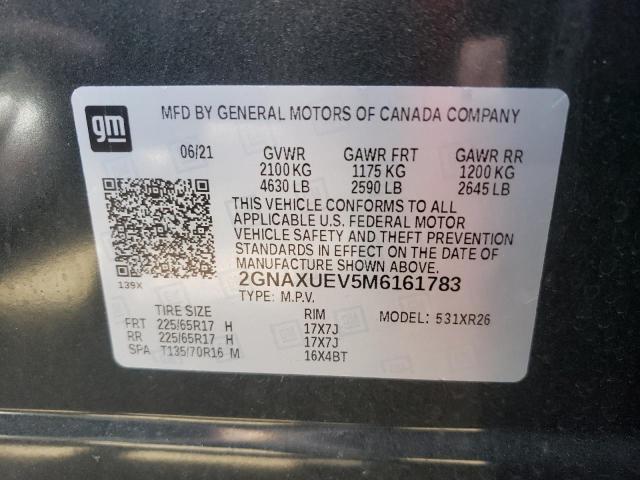 gm
MFD BY GENERAL MOTORS OF CANADA COMPANY
06/21 GVWR GAWR FRT GAWR RR
2100 KG 1175 KG 1200 KG
4630 LB 2590 LB 2645 LB
THIS VEHICLE CONFORMS TO ALL
APPLICABLE U.S. FEDERAL MOTOR
VEHICLE SAFETY AND THEFT PREVENTION
STANDARDS IN EFFECT ON THE DATE OF
MANUFACTURE SHOWN ABOVE.
139X 2GNAXUEV5M6161783
TYPE: M.P.V.
TIRE SIZE RIM MODEL: 531XR26
FRT 225/65R17 H 17X7J
RR 225/65R17 H 17X7J
SPA T135/70R16 M 16X4BT